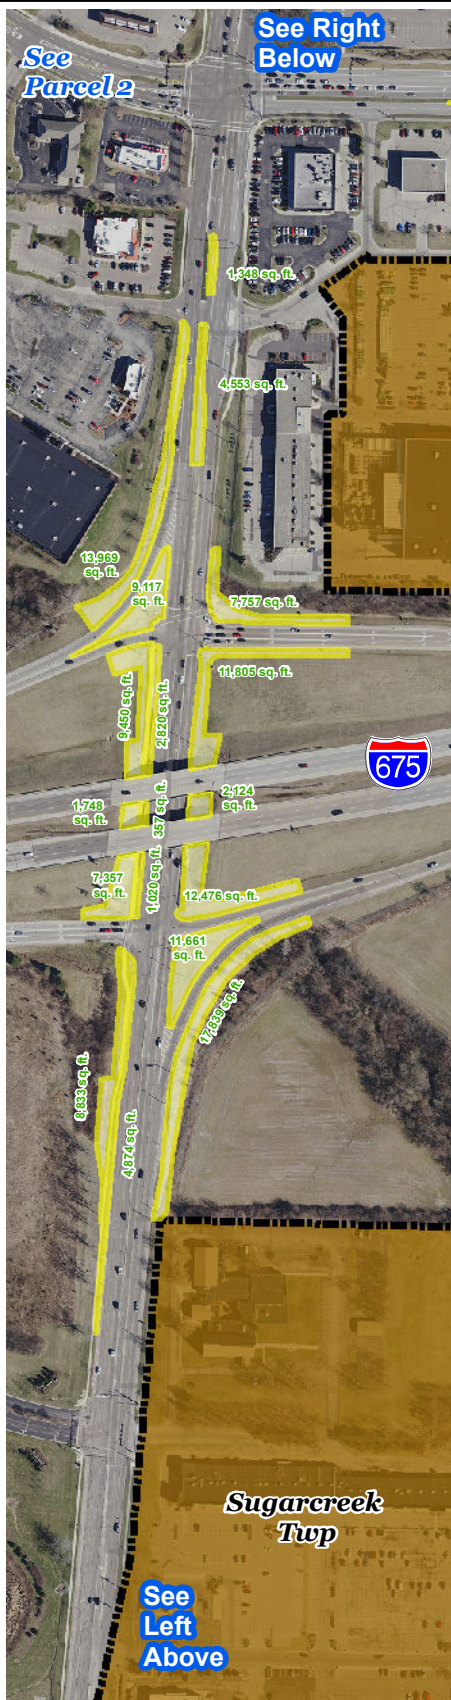 See Right
Below
See
Parcel 2
1,348 sq. ft.
4,553 sq. ft.
13,969
sq. ft.
9,117
sq. ft.
7,757 sq. ft.
11,805 sq. ft.
9,450 sq. ft.
2,820 sq. ft.
675
2,124
sq. ft.
1,748
sq. ft.
357 sq. ft.
7,357
sq. ft.
1,020 sq. ft.
12,476 sq. ft.
11,661
sq. ft.
17,839 sq. ft.
8,833 sq. ft.
4,874 sq. ft.
Sugarcreek
Twp
See
Left
Above